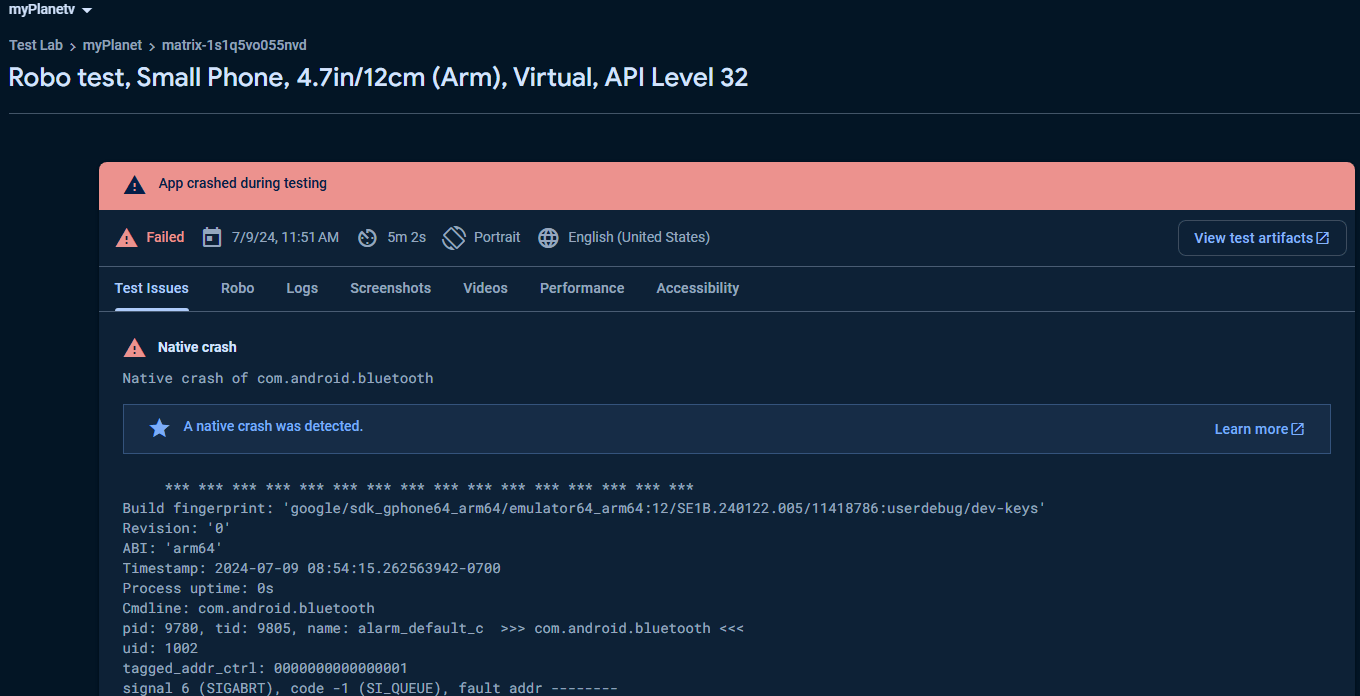 myPlanetv
Test Lab > myPlanet > matrix-1s1q5vo055nvd
Robo test, Small Phone, 4.7in/12cm (Arm), Virtual, API Level 32
App crashed during testing
Failed 7/9/24, 11:51 AM 5m 2s Portrait English (United States) View test artifacts
Test Issues Robo Logs Screenshots Videos Performance Accessibility
Native crash
Native crash of com.android.bluetooth
A native crash was detected. Learn more
*** *** *** *** *** *** *** *** *** *** *** *** *** *** *** ***
Build fingerprint: 'google/sdk_gphone64_arm64/emulator64_arm64:12/SE1B.240122.005/11418786:userdebug/dev-keys'
Revision: '0'
ABI: 'arm64'
Timestamp: 2024-07-09 08:54:15.262563942-0700
Process uptime: 0s
Cmdline: com.android.bluetooth
pid: 9780, tid: 9805, name: alarm_default_c >>> com.android.bluetooth <<<
uid: 1002
tagged_addr_ctrl: 0000000000000001
signal 6 (SIGABRT), code -1 (SI_QUEUE), fault addr --------